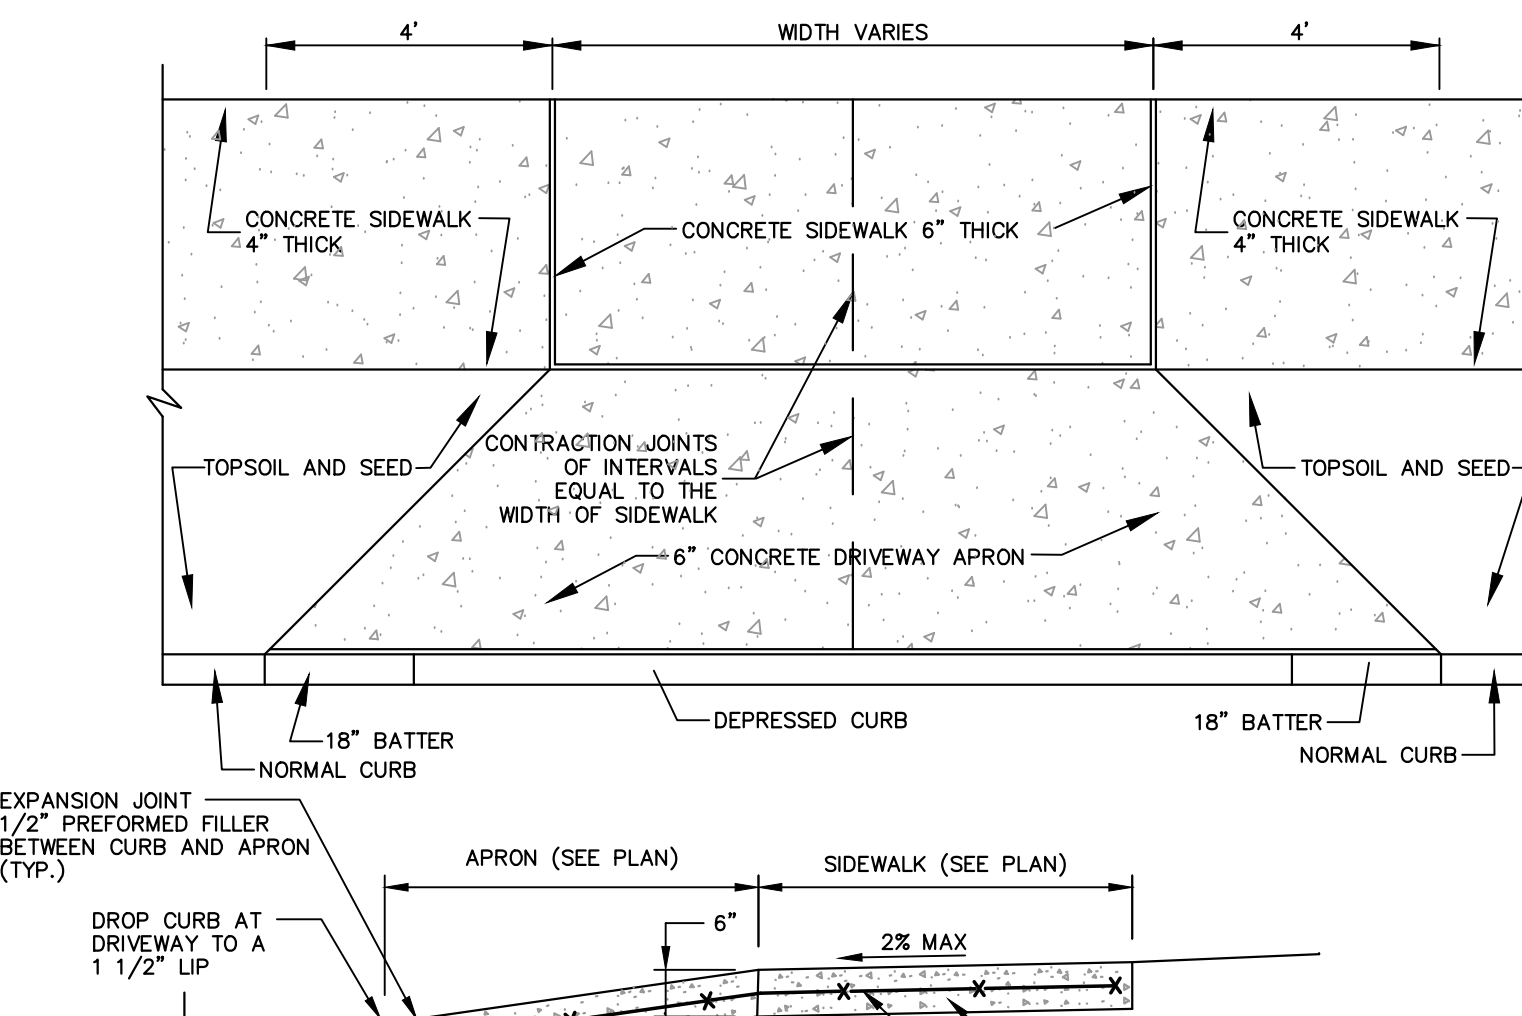 4'
WIDTH VARIES
4'
CONCRETE SIDEWALK
4” THICK
CONCRETE SIDEWALK 6” THICK
CONCRETE SIDEWALK
4” THICK
TOPSOIL AND SEED
CONTRACTION JOINTS
OF INTERVALS
EQUAL TO THE
WIDTH OF SIDEWALK
TOPSOIL AND SEED
6” CONCRETE DRIVEWAY APRON
DEPRESSED CURB
18” BATTER
18” BATTER
NORMAL CURB
NORMAL CURB
EXPANSION JOINT
1/2” PREFORMED FILLER
BETWEEN CURB AND APRON
(TYP.)
APRON (SEE PLAN)
SIDEWALK (SEE PLAN)
DROP CURB AT
DRIVEWAY TO A
1 1/2” LIP
6”
2% MAX